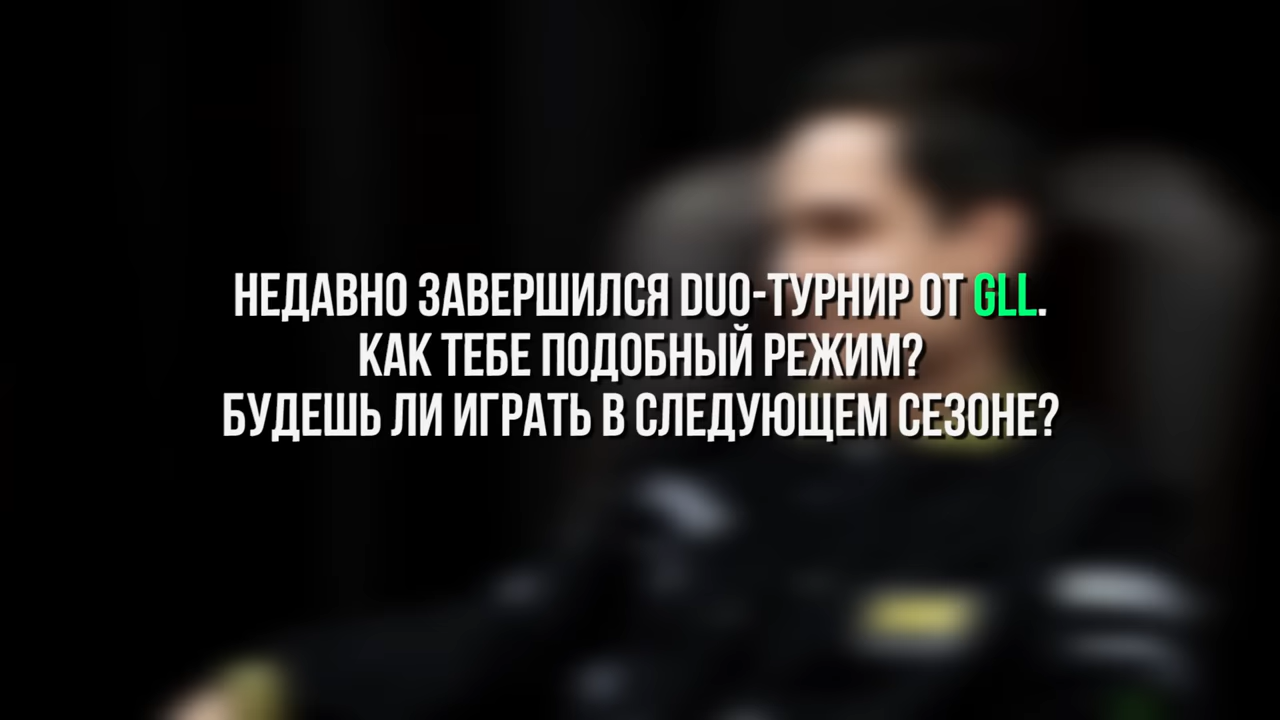 НЕДАВНО ЗАВЕРШИЛСЯ DUO-ТУРНИР ОТ GLL.
КАК ТЕБЕ ПОДОБНЫЙ РЕЖИМ?
БУДЕШЬ ЛИ ИГРАТЬ В СЛЕДУЮЩЕМ СЕЗОНЕ?